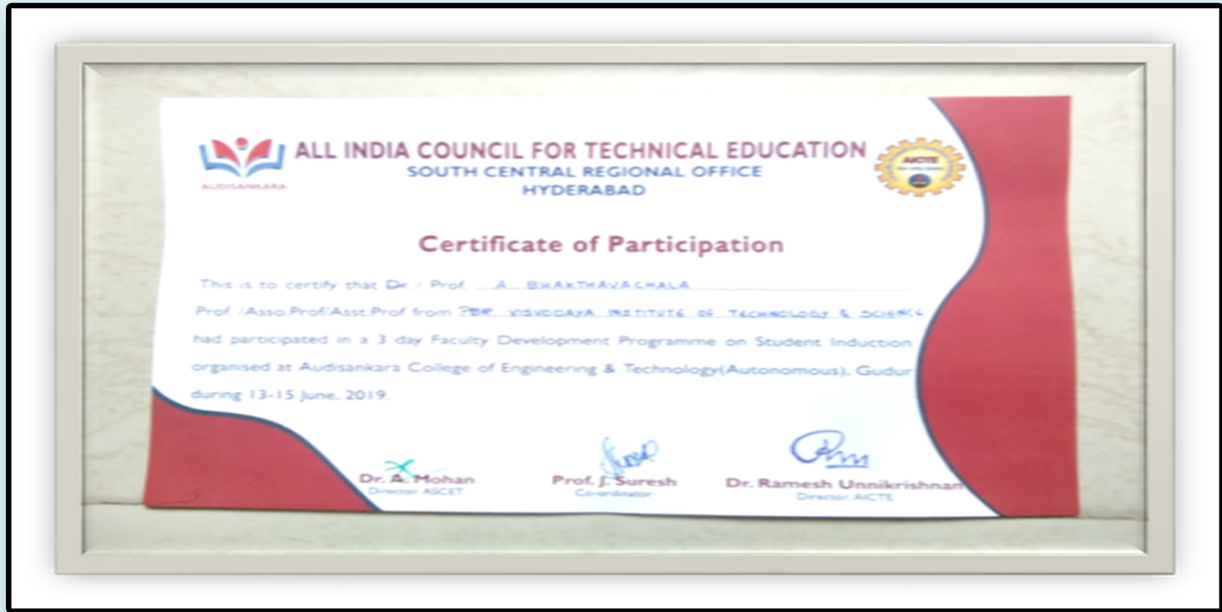 AUDISANKARA
ALL INDIA COUNCIL FOR TECHNICAL EDUCATION
SOUTH CENTRAL REGIONAL OFFICE
HYDERABAD
AICTE
Certificate of Participation
This is to certify that Dr. / Prof. A. BHAKTHAVACHALA
Prof. /Asso.Prof/Asst.Prof from PBR VISVODAYA INSTITUTE OF TECHNOLOGY & SCIENCE
had participated in a 3 day Faculty Development Programme on Student Induction
organised at Audisankara College of Engineering & Technology(Autonomous), Gudur
during 13-15 June, 2019.
Dr. A. Mohan
Director ASCET
Prof. J. Suresh
Co-ordinator
Dr. Ramesh Unnikrishnan
Director AICTE